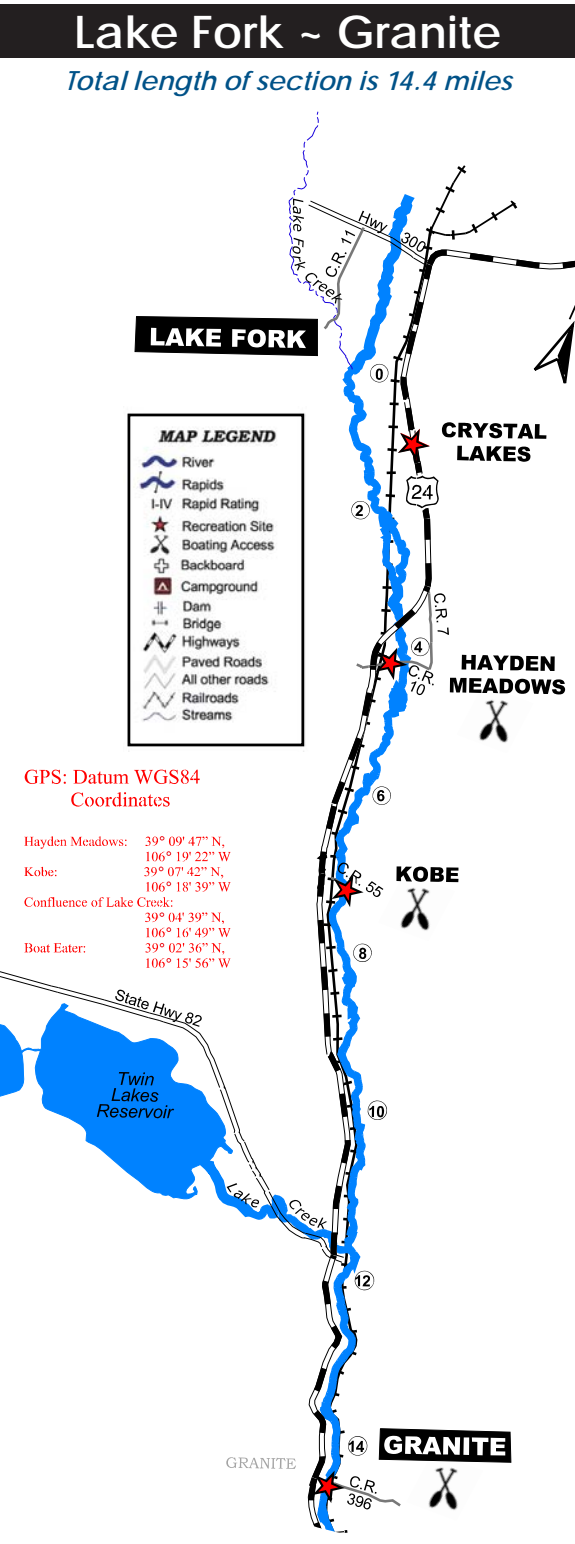 Lake Fork ~ Granite
Total length of section is 14.4 miles
Lake Fork Creek
Hwy 300
C.R. 11
LAKE FORK
0
CRYSTAL
LAKES
24
2
MAP LEGEND
River
Rapids
I-IV Rapid Rating
Recreation Site
Boating Access
Backboard
Campground
Dam
Bridge
Highways
Paved Roads
All other roads
Railroads
Streams
C.R. 7
4
C.R.
10
HAYDEN
MEADOWS
GPS: Datum WGS84
Coordinates
6
Hayden Meadows: 39° 09' 47” N,
106° 19' 22” W
Kobe: 39° 07' 42” N,
106° 18' 39” W
Confluence of Lake Creek:
39° 04' 39” N,
106° 16' 49” W
Boat Eater: 39° 02' 36” N,
106° 15' 56” W
C.R. 55
KOBE
8
State Hwy 82
Twin
Lakes
Reservoir
10
Lake Creek
12
14
GRANITE
GRANITE
C.R.
396